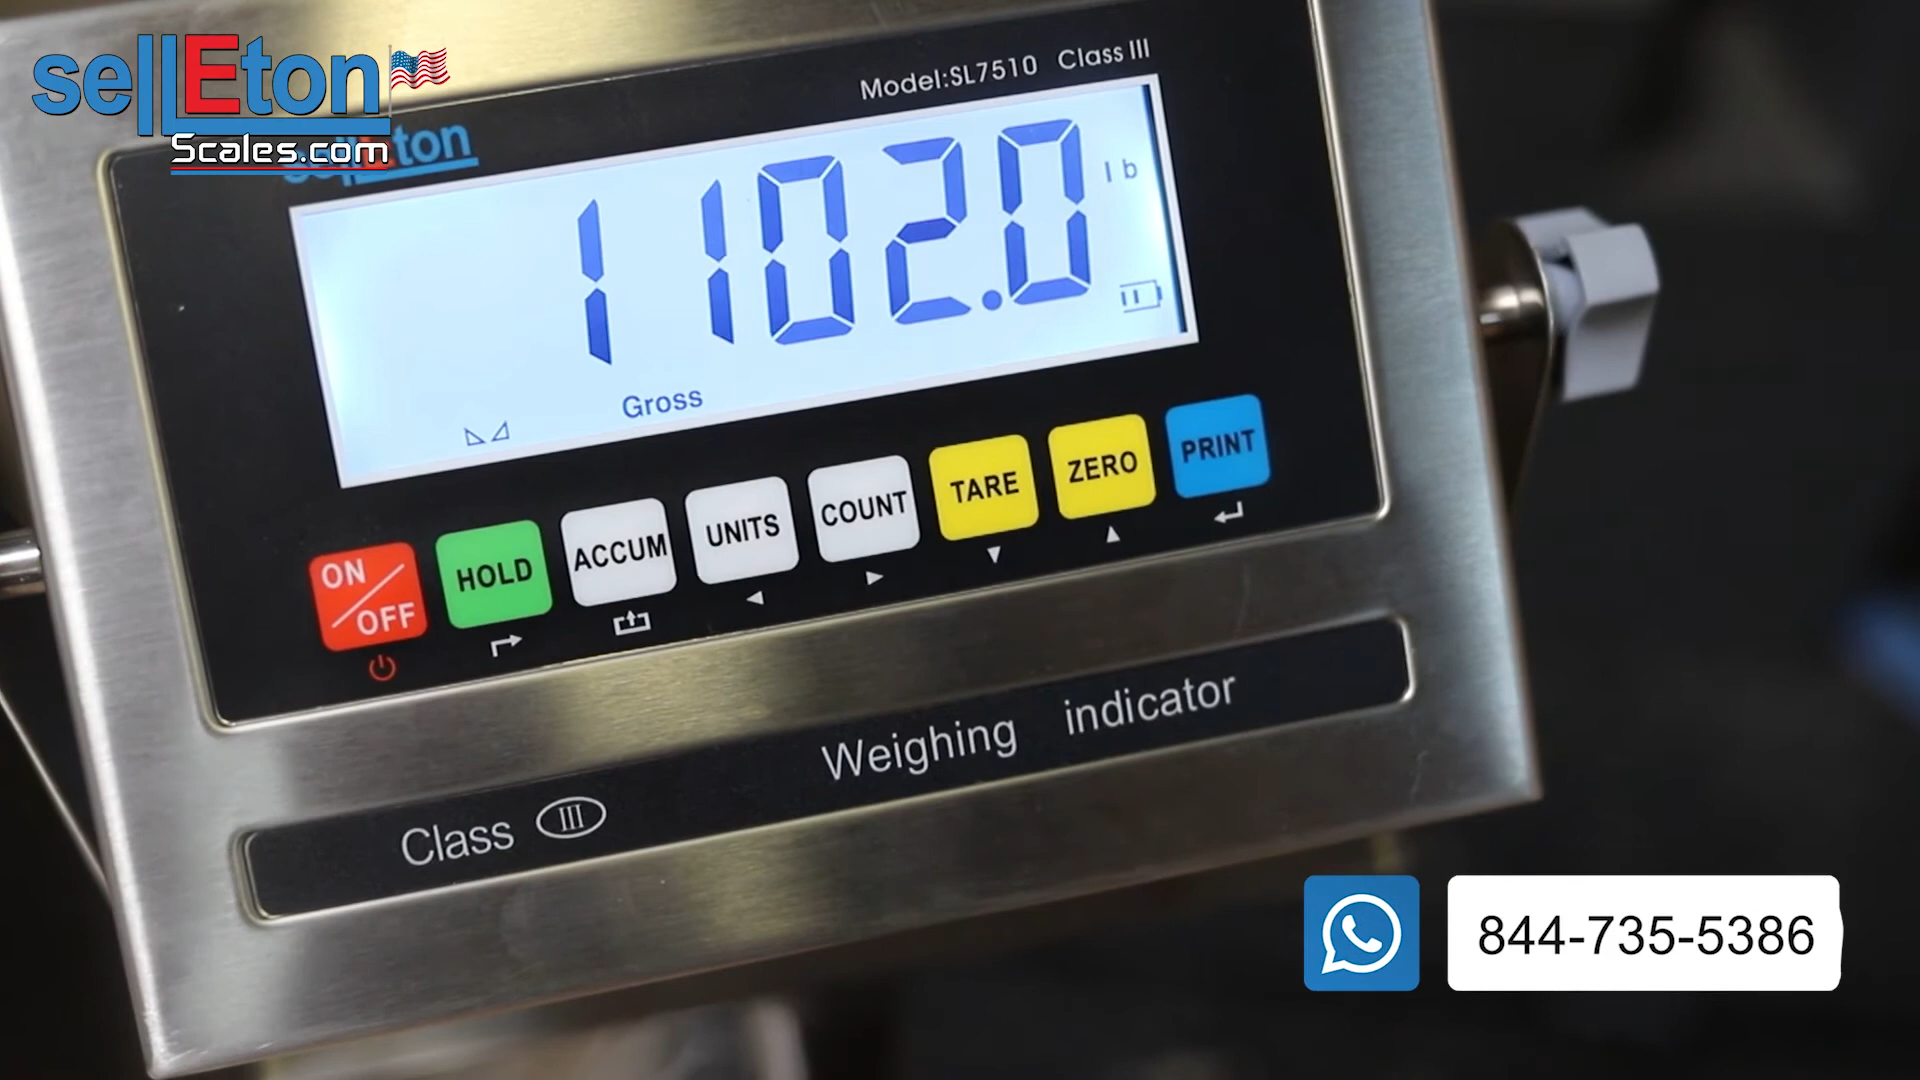 sellEton
Scales.com
Model:SL7510 Class III
sellEton
1102.0 lb
Gross
ON/OFF
HOLD
ACCUM
UNITS
COUNT
TARE
ZERO
PRINT
Weighing indicator
Class III
844-735-5386